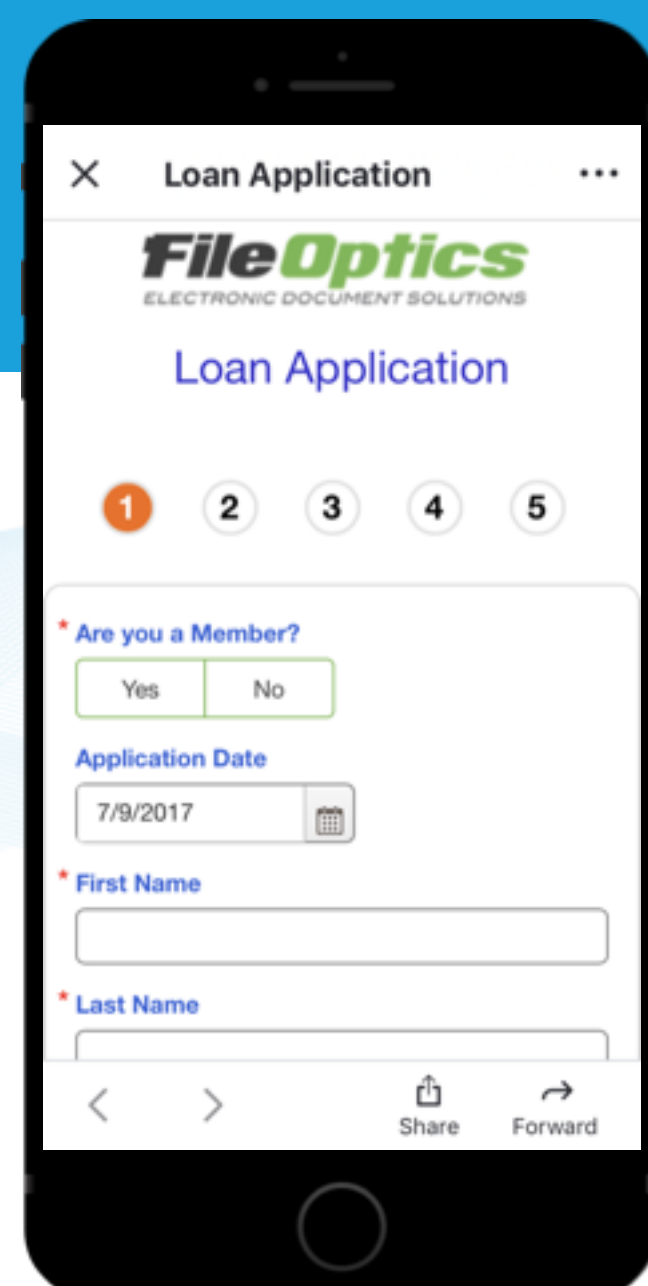 Loan Application
FileOptics
ELECTRONIC DOCUMENT SOLUTIONS
Loan Application
1 2 3 4 5
* Are you a Member?
Yes No
Application Date
7/9/2017
* First Name
* Last Name
Share Forward